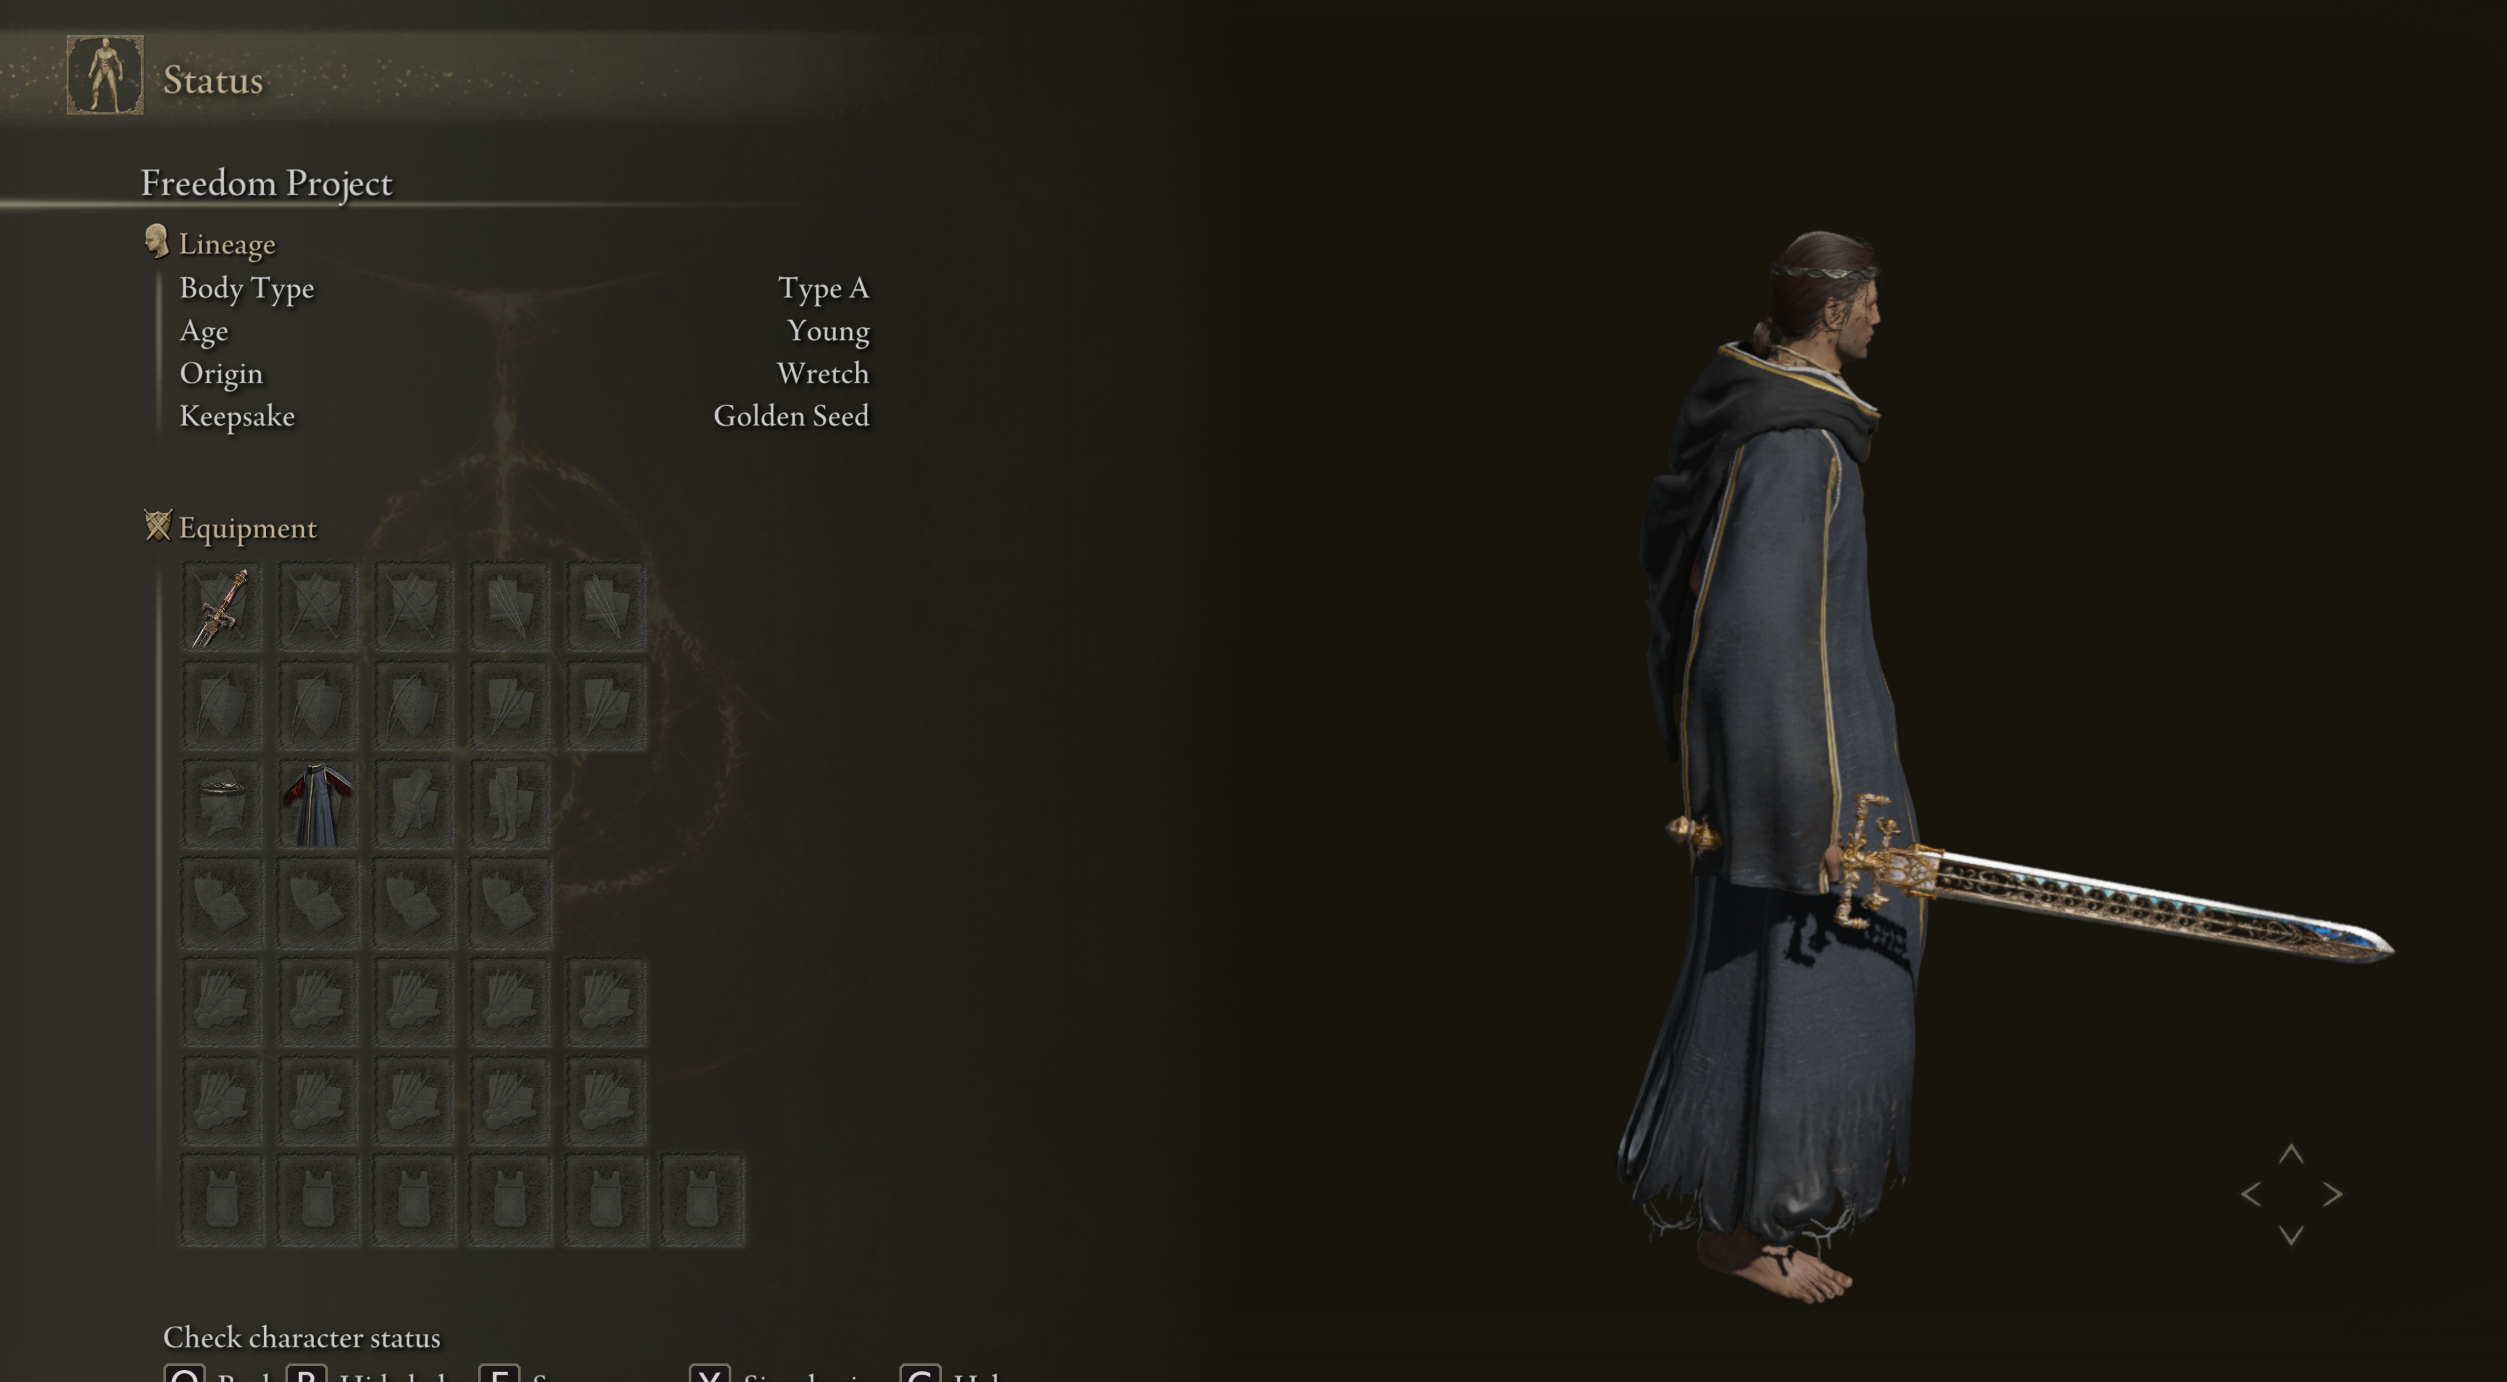 Status
Freedom Project
Lineage
Body Type Type A
Age Young
Origin Wretch
Keepsake Golden Seed
Equipment
Check character status